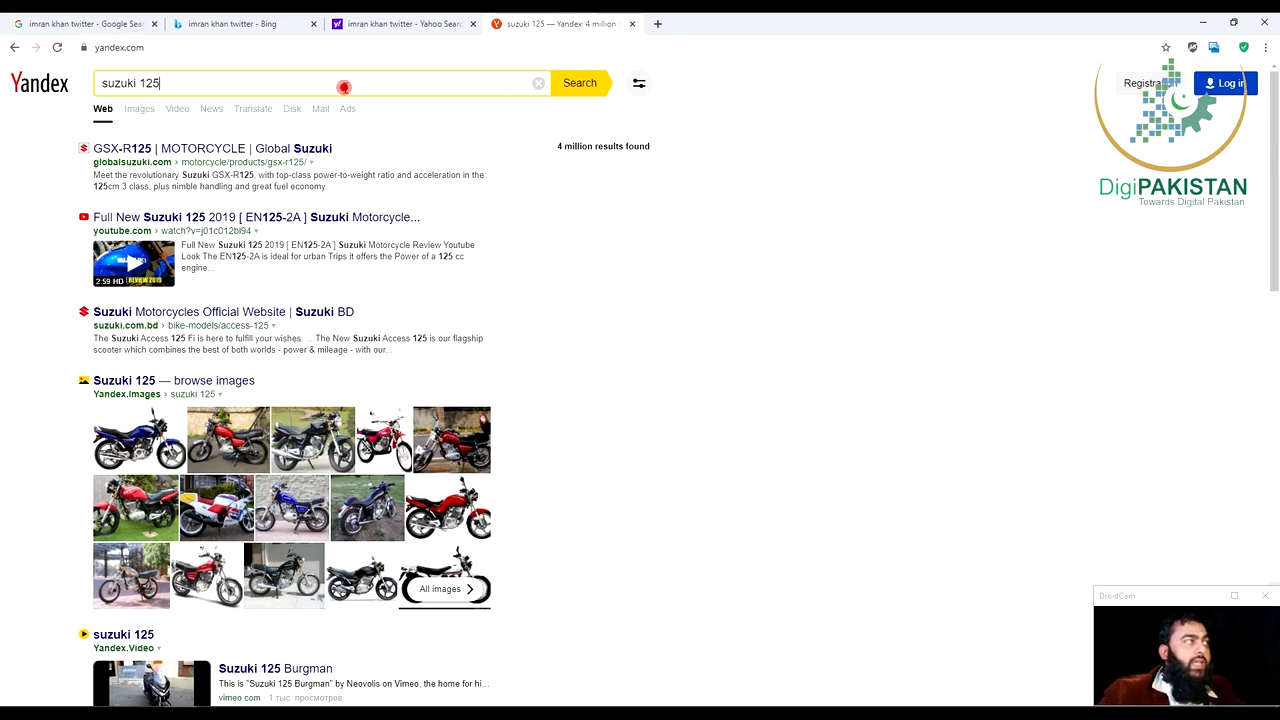 imran khan twitter - Google Sear
imran khan twitter - Bing
imran khan twitter - Yahoo Searc
suzuki 125 — Yandex: 4 million
yandex.com
Yandex
suzuki 125
Search
Registration
Log in
Web Images Video News Translate Disk Mail Ads
DigiPAKISTAN
Towards Digital Pakistan
4 million results found
GSX-R125 | MOTORCYCLE | Global Suzuki
globalsuzuki.com › motorcycle/products/gsx-r125/
Meet the revolutionary Suzuki GSX-R125, with top-class power-to-weight ratio and acceleration in the
125cm 3 class, plus nimble handling and great fuel economy
Full New Suzuki 125 2019 [ EN125-2A ] Suzuki Motorcycle...
youtube.com › watch?v=j01c012bl94
Full New Suzuki 125 2019 [ EN125-2A ] Suzuki Motorcycle Review Youtube
Look The EN125-2A is ideal for urban Trips it offers the Power of a 125 cc
engine...
2:59 HD
REVIEW 2019
Suzuki Motorcycles Official Website | Suzuki BD
suzuki.com.bd › bike-models/access-125
The Suzuki Access 125 Fi is here to fulfill your wishes. ... The New Suzuki Access 125 is our flagship
scooter which combines the best of both worlds - power & mileage - with our...
Suzuki 125 — browse images
Yandex.Images › suzuki 125
All images
suzuki 125
Yandex.Video
Suzuki 125 Burgman
This is "Suzuki 125 Burgman" by Neovolis on Vimeo, the home for hi...
vimeo.com 1 тыс. просмотров
DroidCam